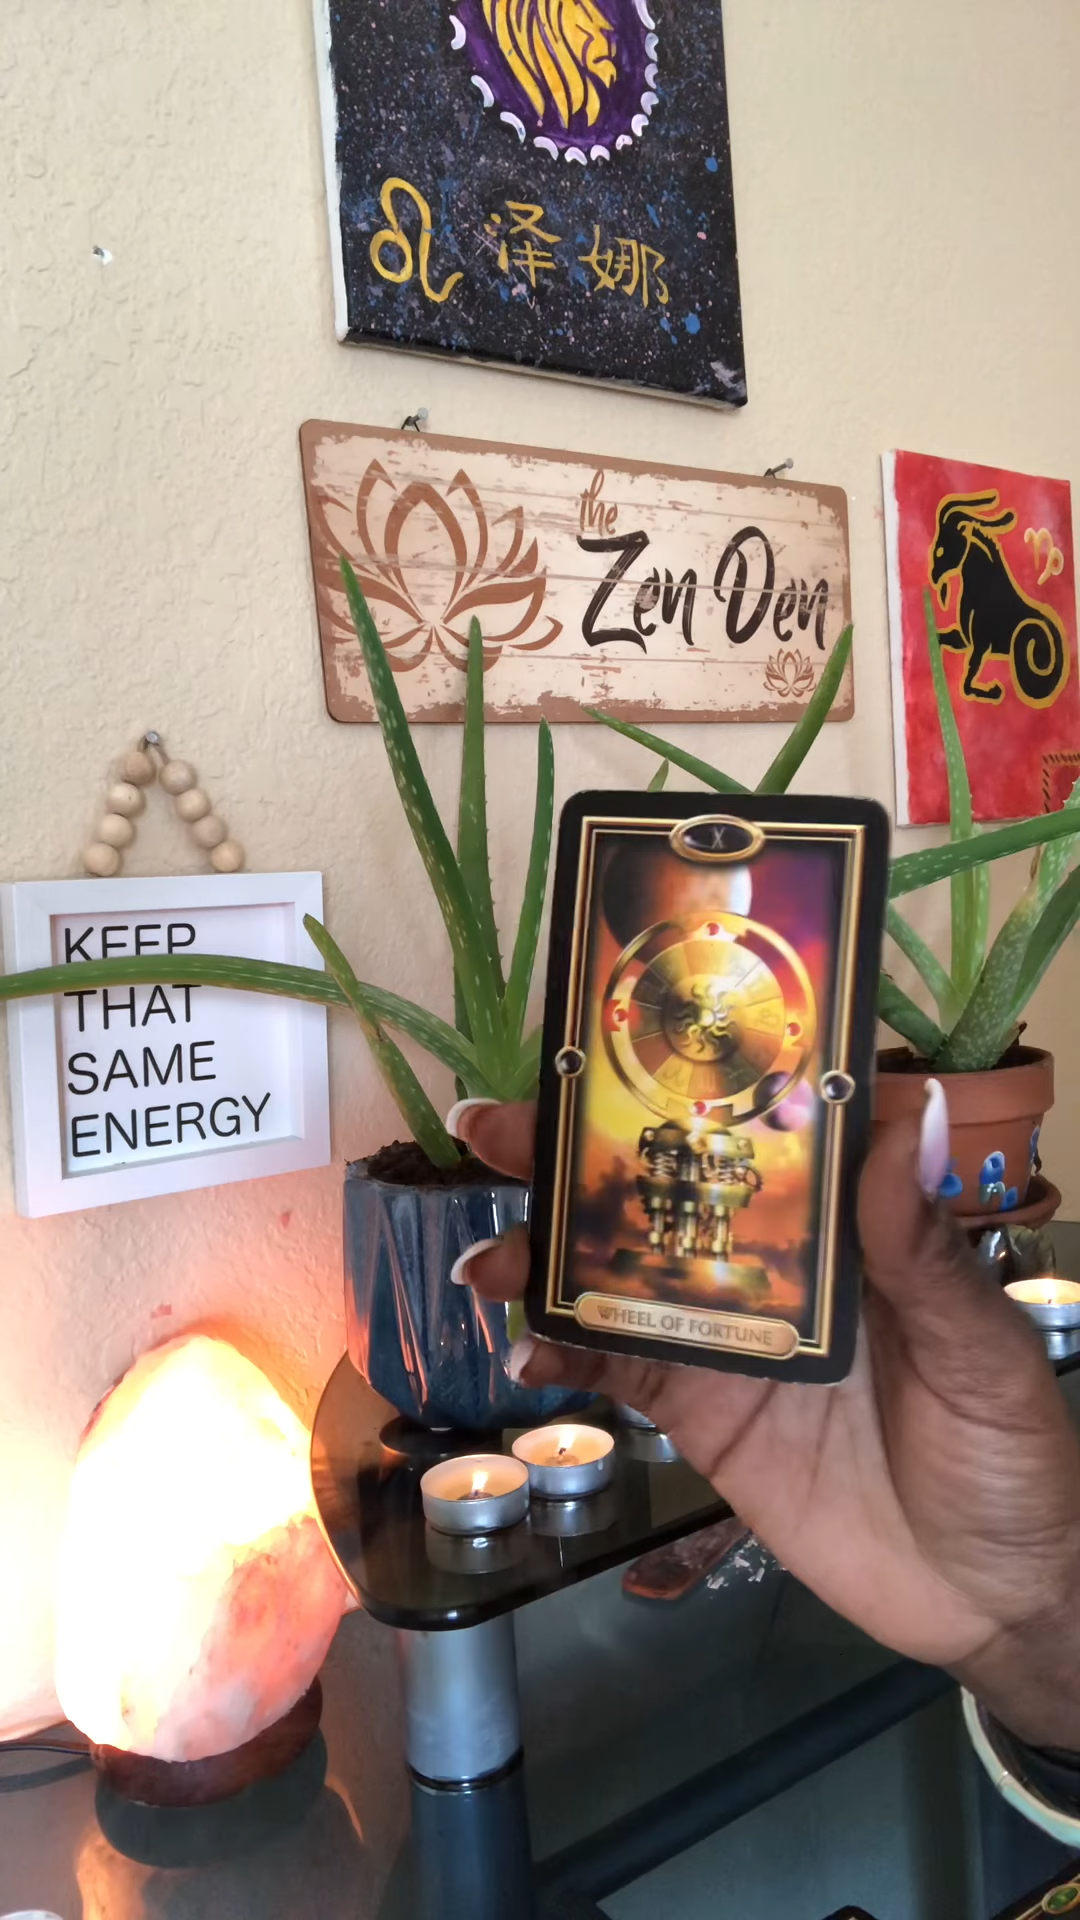 ♌ 泽娜
the
Zen Den
♑
KEEP
THAT
SAME
ENERGY
X
WHEEL OF FORTUNE